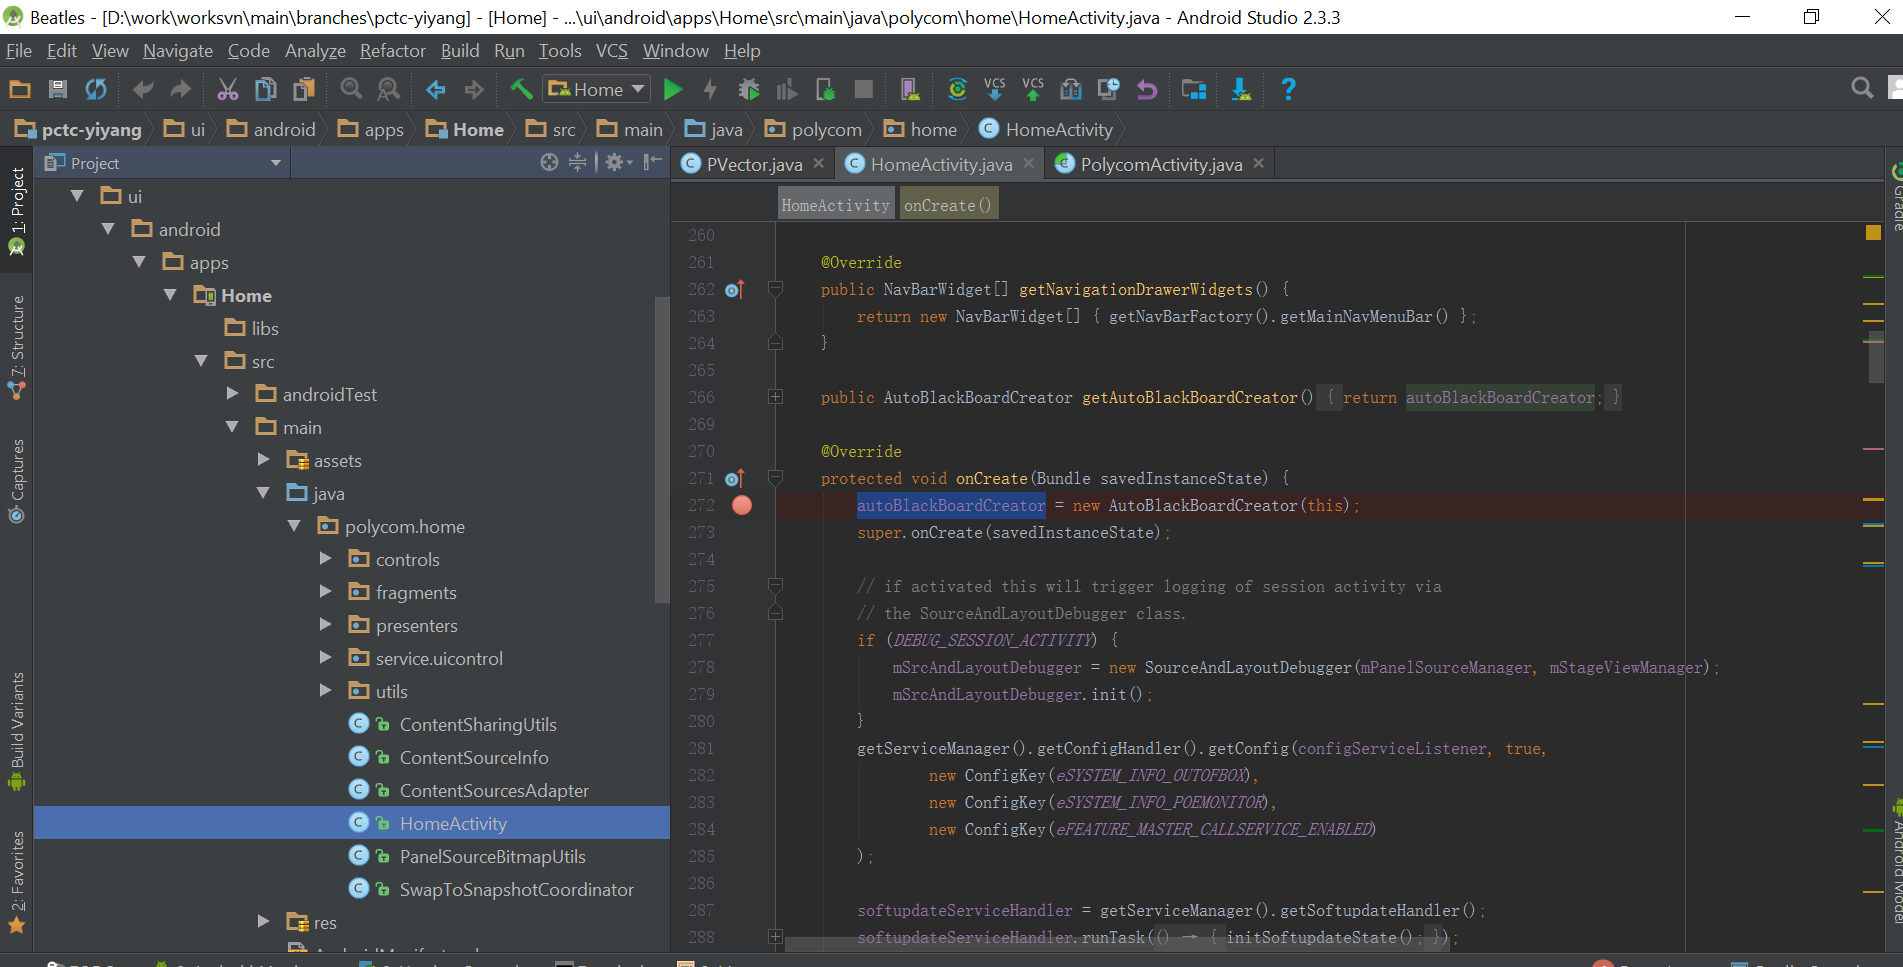 Beatles - [D:\work\worksvn\main\branches\pctc-yiyang] - [Home] - ...\ui\android\apps\Home\src\main\java\polycom\home\HomeActivity.java - Android Studio 2.3.3
File Edit View Navigate Code Analyze Refactor Build Run Tools VCS Window Help
Home VCS VCS ?
pctc-yiyang ui android apps Home src main java polycom home HomeActivity
Project
PVector.java HomeActivity.java PolycomActivity.java
HomeActivity onCreate()
1: Project
7: Structure
Captures
Build Variants
2: Favorites
ui
android
apps
Home
libs
src
androidTest
main
assets
java
polycom.home
controls
fragments
presenters
service.uicontrol
utils
ContentSharingUtils
ContentSourceInfo
ContentSourcesAdapter
HomeActivity
PanelSourceBitmapUtils
SwapToSnapshotCoordinator
res
260
261 @Override
262 public NavBarWidget[] getNavigationDrawerWidgets() {
263 return new NavBarWidget[] { getNavBarFactory().getMainNavMenuBar() };
264 }
265
266 public AutoBlackBoardCreator getAutoBlackBoardCreator() { return autoBlackBoardCreator; }
269
270 @Override
271 protected void onCreate(Bundle savedInstanceState) {
272 autoBlackBoardCreator = new AutoBlackBoardCreator(this);
273 super.onCreate(savedInstanceState);
274
275 // if activated this will trigger logging of session activity via
276 // the SourceAndLayoutDebugger class.
277 if (DEBUG_SESSION_ACTIVITY) {
278 mSrcAndLayoutDebugger = new SourceAndLayoutDebugger(mPanelSourceManager, mStageViewManager);
279 mSrcAndLayoutDebugger.init();
280 }
281 getServiceManager().getConfigHandler().getConfig(configServiceListener, true,
282 new ConfigKey(eSYSTEM_INFO_OUTOFBOX),
283 new ConfigKey(eSYSTEM_INFO_POEMONITOR),
284 new ConfigKey(eFEATURE_MASTER_CALLSERVICE_ENABLED)
285 );
286
287 softupdateServiceHandler = getServiceManager().getSoftupdateHandler();
288 softupdateServiceHandler.runTask(() → { initSoftupdateState(); });
Gradle
Android Model